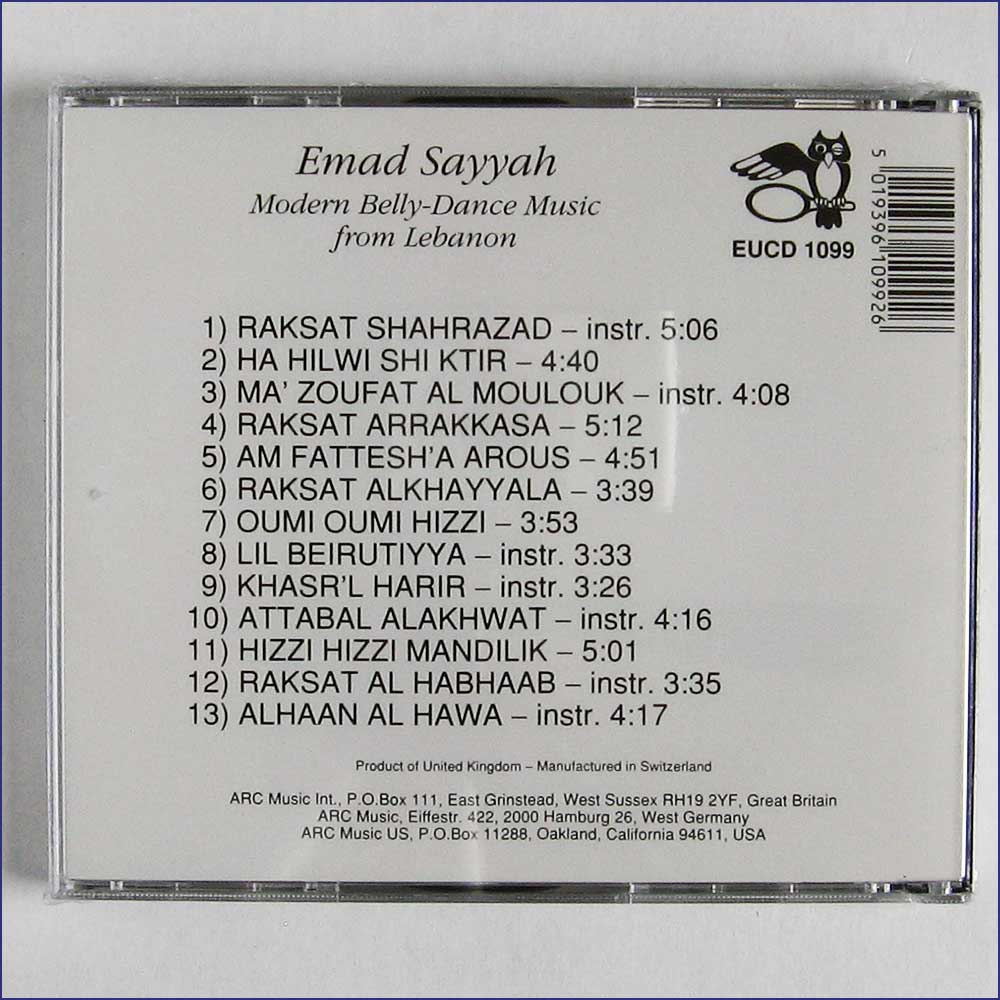 Emad Sayyah
Modern Belly-Dance Music
from Lebanon
EUCD 1099
5 019396 109926
1) RAKSAT SHAHRAZAD – instr. 5:06
2) HA HILWI SHI KTIR – 4:40
3) MA' ZOUFAT AL MOULOUK – instr. 4:08
4) RAKSAT ARRAKKASA – 5:12
5) AM FATTESH'A AROUS – 4:51
6) RAKSAT ALKHAYYALA – 3:39
7) OUMI OUMI HIZZI – 3:53
8) LIL BEIRUTIYYA – instr. 3:33
9) KHASR'L HARIR – instr. 3:26
10) ATTABAL ALAKHWAT – instr. 4:16
11) HIZZI HIZZI MANDILIK – 5:01
12) RAKSAT AL HABHAAB – instr. 3:35
13) ALHAAN AL HAWA – instr. 4:17
Product of United Kingdom – Manufactured in Switzerland
ARC Music Int., P.O.Box 111, East Grinstead, West Sussex RH19 2YF, Great Britain
ARC Music, Eiffestr. 422, 2000 Hamburg 26, West Germany
ARC Music US, P.O.Box 11288, Oakland, California 94611, USA